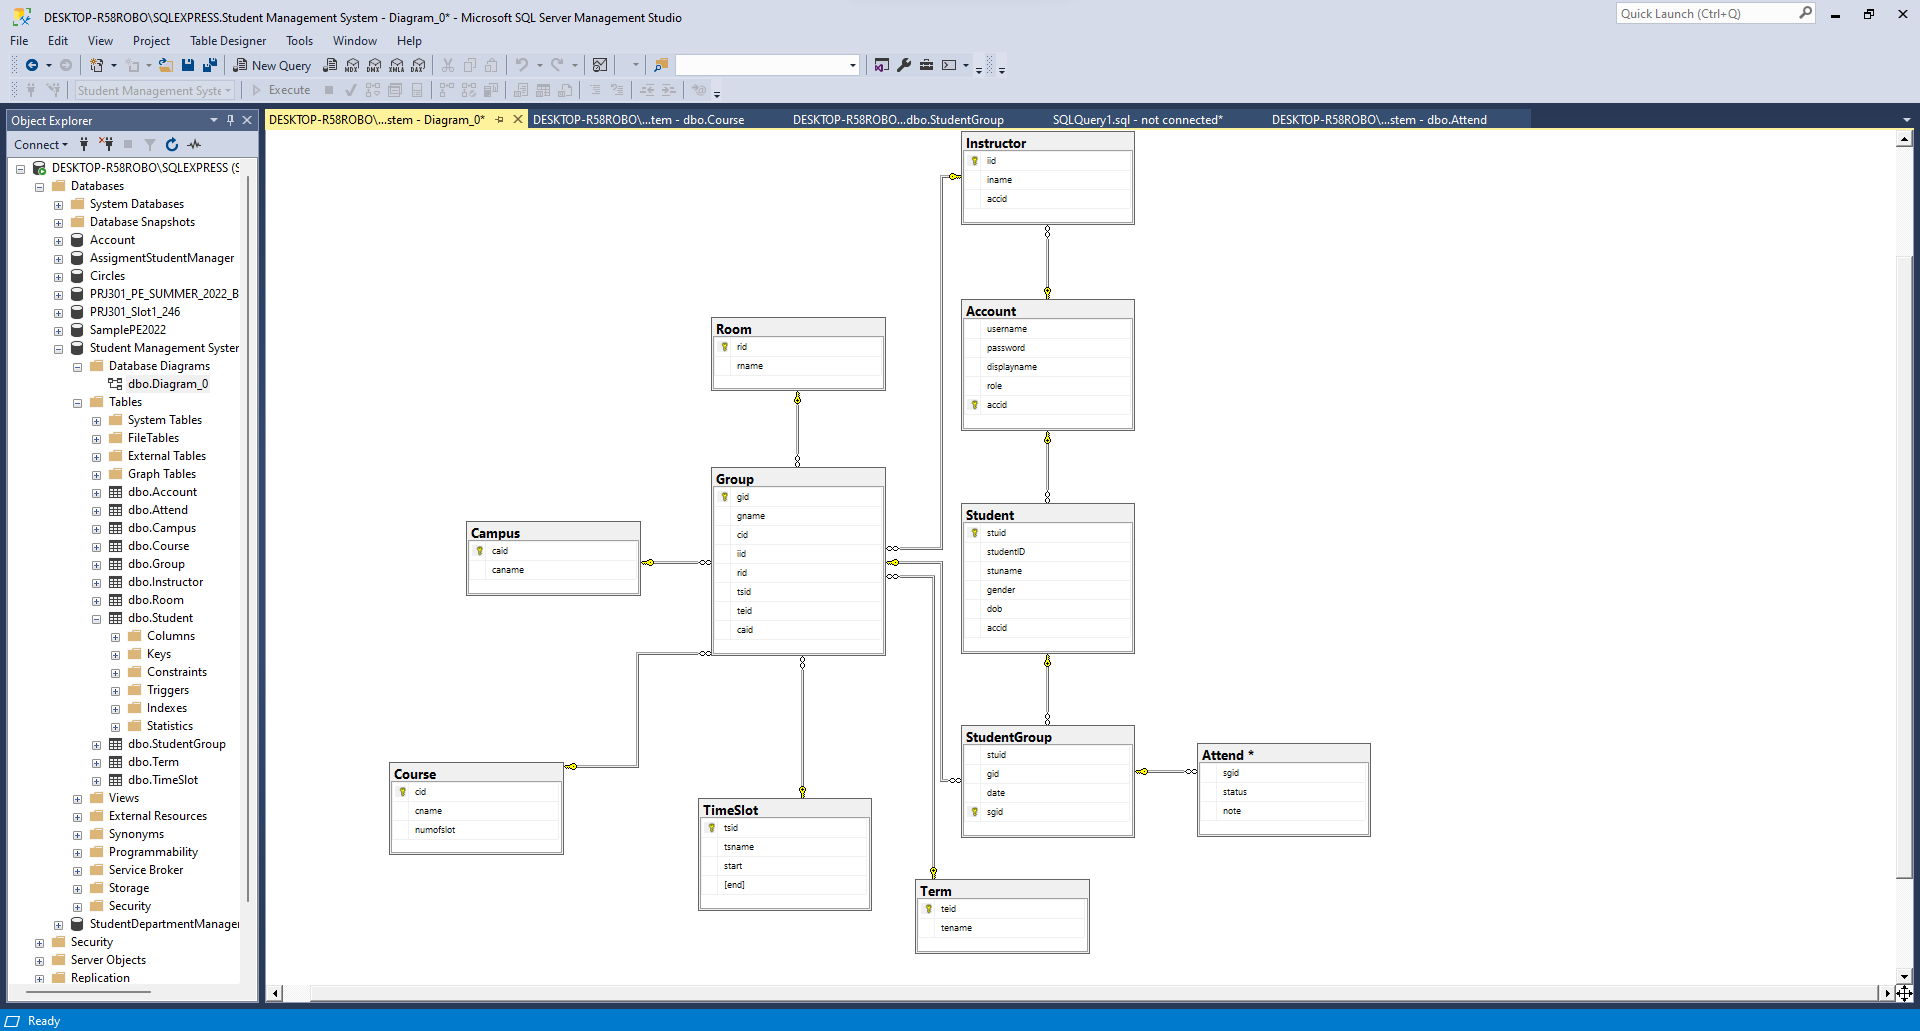 DESKTOP-R58ROBO\SQLEXPRESS.Student Management System - Diagram_0* - Microsoft SQL Server Management Studio
Quick Launch (Ctrl+Q)
File Edit View Project Table Designer Tools Window Help
New Query
MDX DMX XMLA DAX
Student Management Syste
Execute
Object Explorer
Connect
DESKTOP-R58ROBO\SQLEXPRESS (S
Databases
System Databases
Database Snapshots
Account
AssigmentStudentManager
Circles
PRJ301_PE_SUMMER_2022_B
PRJ301_Slot1_246
SamplePE2022
Student Management System
Database Diagrams
dbo.Diagram_0
Tables
System Tables
FileTables
External Tables
Graph Tables
dbo.Account
dbo.Attend
dbo.Campus
dbo.Course
dbo.Group
dbo.Instructor
dbo.Room
dbo.Student
Columns
Keys
Constraints
Triggers
Indexes
Statistics
dbo.StudentGroup
dbo.Term
dbo.TimeSlot
Views
External Resources
Synonyms
Programmability
Service Broker
Storage
Security
StudentDepartmentManager
Security
Server Objects
Replication
DESKTOP-R58ROBO\...stem - Diagram_0*
DESKTOP-R58ROBO\...tem - dbo.Course
DESKTOP-R58ROBO...dbo.StudentGroup
SQLQuery1.sql - not connected*
DESKTOP-R58ROBO\...stem - dbo.Attend
Instructor
iid
iname
accid
Account
username
password
displayname
role
accid
Room
rid
rname
Group
gid
gname
cid
iid
rid
tsid
teid
caid
Campus
caid
caname
Student
stuid
studentID
stuname
gender
dob
accid
StudentGroup
stuid
gid
date
sgid
Attend *
sgid
status
note
Course
cid
cname
numofslot
TimeSlot
tsid
tsname
start
[end]
Term
teid
tename
Ready